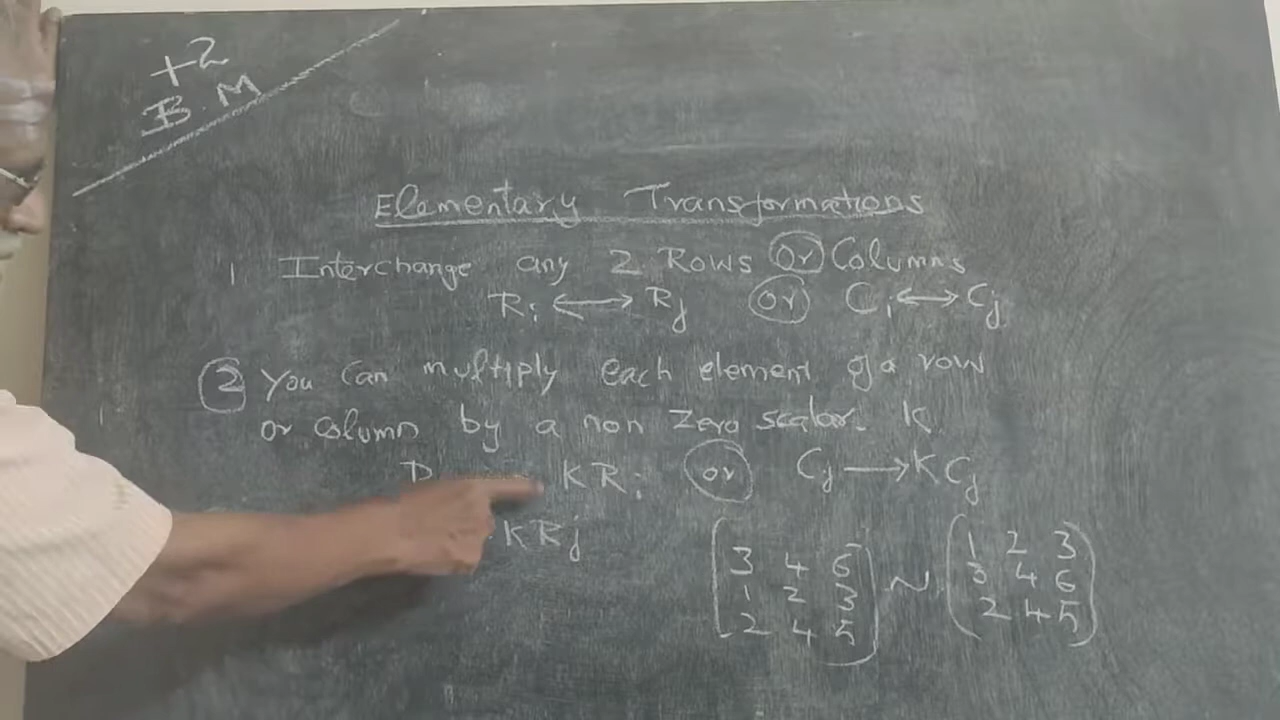 +2
B.M
Elementary Transformations
1 Interchange any 2 Rows or Columns
Ri ⟷ Rj or Ci ⟷ Cj
2 You can multiply each element of a row
or column by a non zero scalar. K
KRi or Cj ⟶ KCj
KRj
3 4 6 ~ 1 2 3
1 2 3 3 4 6
2 4 5 2 4 5